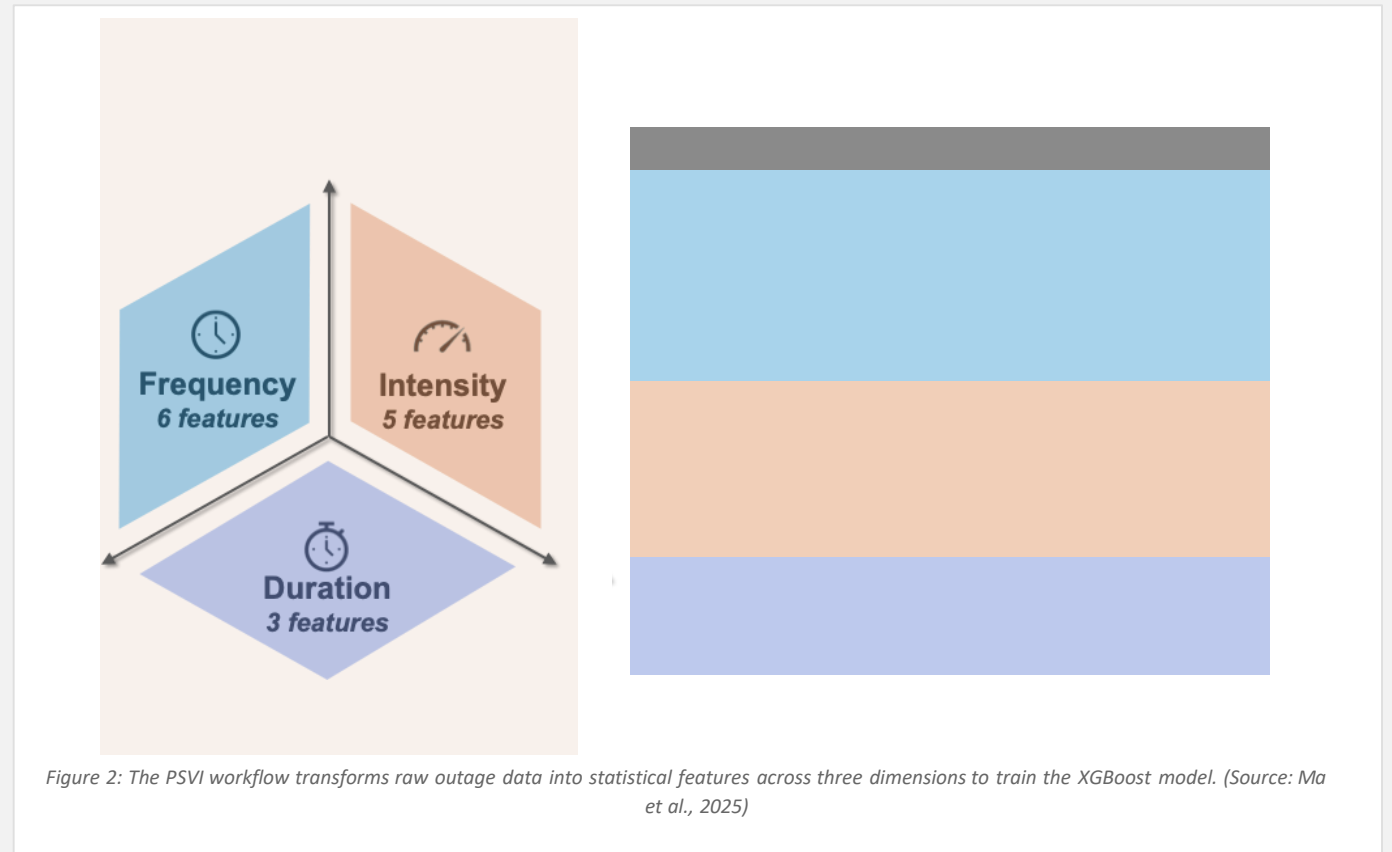 Frequency
6 features
Intensity
5 features
Duration
3 features
Figure 2: The PSVI workflow transforms raw outage data into statistical features across three dimensions to train the XGBoost model. (Source: Ma
et al., 2025)